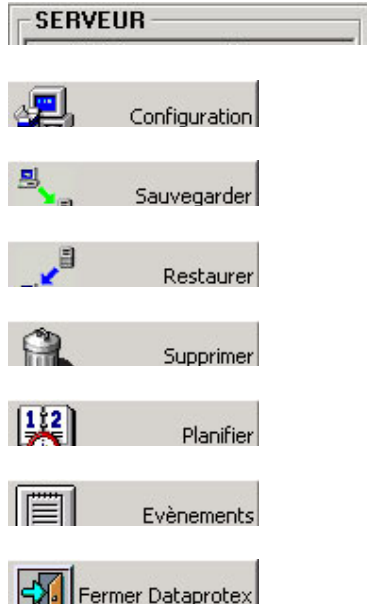 SERVEUR
Configuration
Sauvegarder
Restaurer
Supprimer
Planifier
Evènements
Fermer Dataprotex